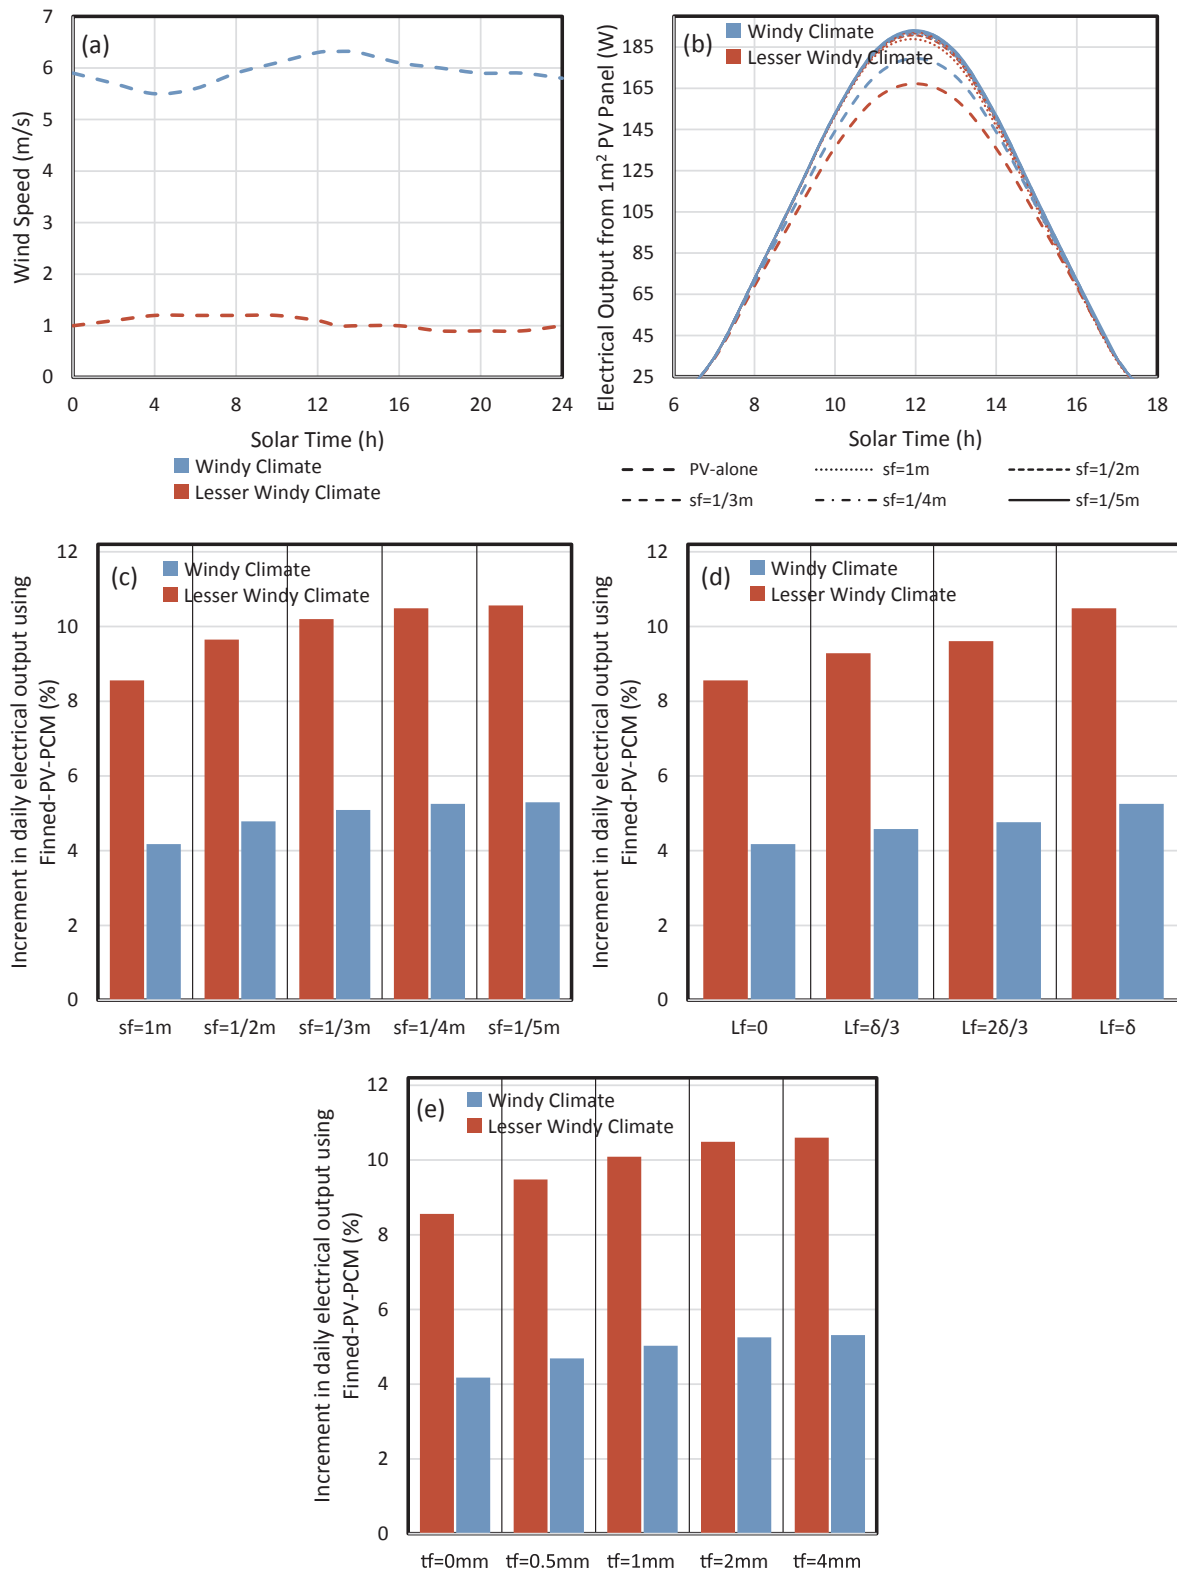 (a)
Wind Speed (m/s)
7
6
5
4
3
2
1
0
0 4 8 12 16 20 24
Solar Time (h)
Windy Climate
Lesser Windy Climate
(b)
Windy Climate
Lesser Windy Climate
Electrical Output from 1m² PV Panel (W)
185
165
145
125
105
85
65
45
25
6 8 10 12 14 16 18
Solar Time (h)
PV-alone sf=1m sf=1/2m
sf=1/3m sf=1/4m sf=1/5m
(c)
Windy Climate
Lesser Windy Climate
Increment in daily electrical output using
Finned-PV-PCM (%)
12
10
8
6
4
2
0
sf=1m sf=1/2m sf=1/3m sf=1/4m sf=1/5m
(d)
Windy Climate
Lesser Windy Climate
Increment in daily electrical output using
Finned-PV-PCM (%)
12
10
8
6
4
2
0
Lf=0 Lf=δ/3 Lf=2δ/3 Lf=δ
(e)
Windy Climate
Lesser Windy Climate
Increment in daily electrical output using
Finned-PV-PCM (%)
12
10
8
6
4
2
0
tf=0mm tf=0.5mm tf=1mm tf=2mm tf=4mm